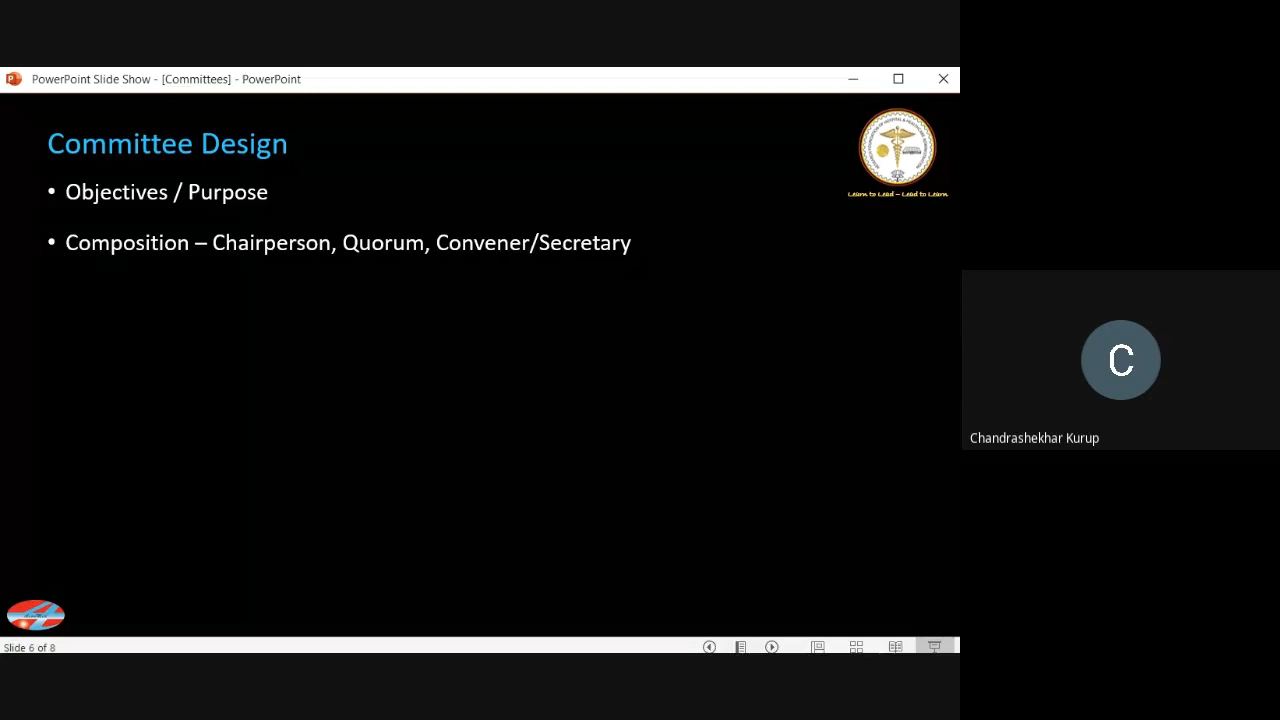 PowerPoint Slide Show - [Committees] - PowerPoint
Committee Design
• Objectives / Purpose
• Composition – Chairperson, Quorum, Convener/Secretary
Learn to Lead – Lead to Learn
C
Chandrashekhar Kurup
Slide 6 of 8